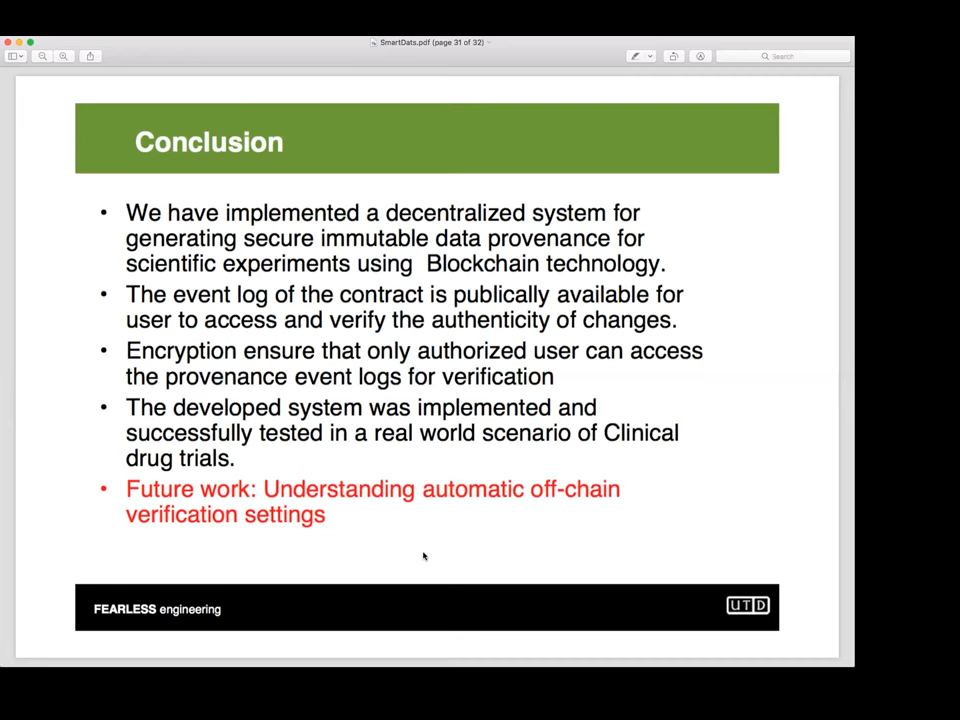 SmartDats.pdf (page 31 of 32)
Search
Conclusion
• We have implemented a decentralized system for
generating secure immutable data provenance for
scientific experiments using  Blockchain technology.
• The event log of the contract is publically available for
user to access and verify the authenticity of changes.
• Encryption ensure that only authorized user can access
the provenance event logs for verification
• The developed system was implemented and
successfully tested in a real world scenario of Clinical
drug trials.
• Future work: Understanding automatic off-chain
verification settings
FEARLESS engineering
UTD